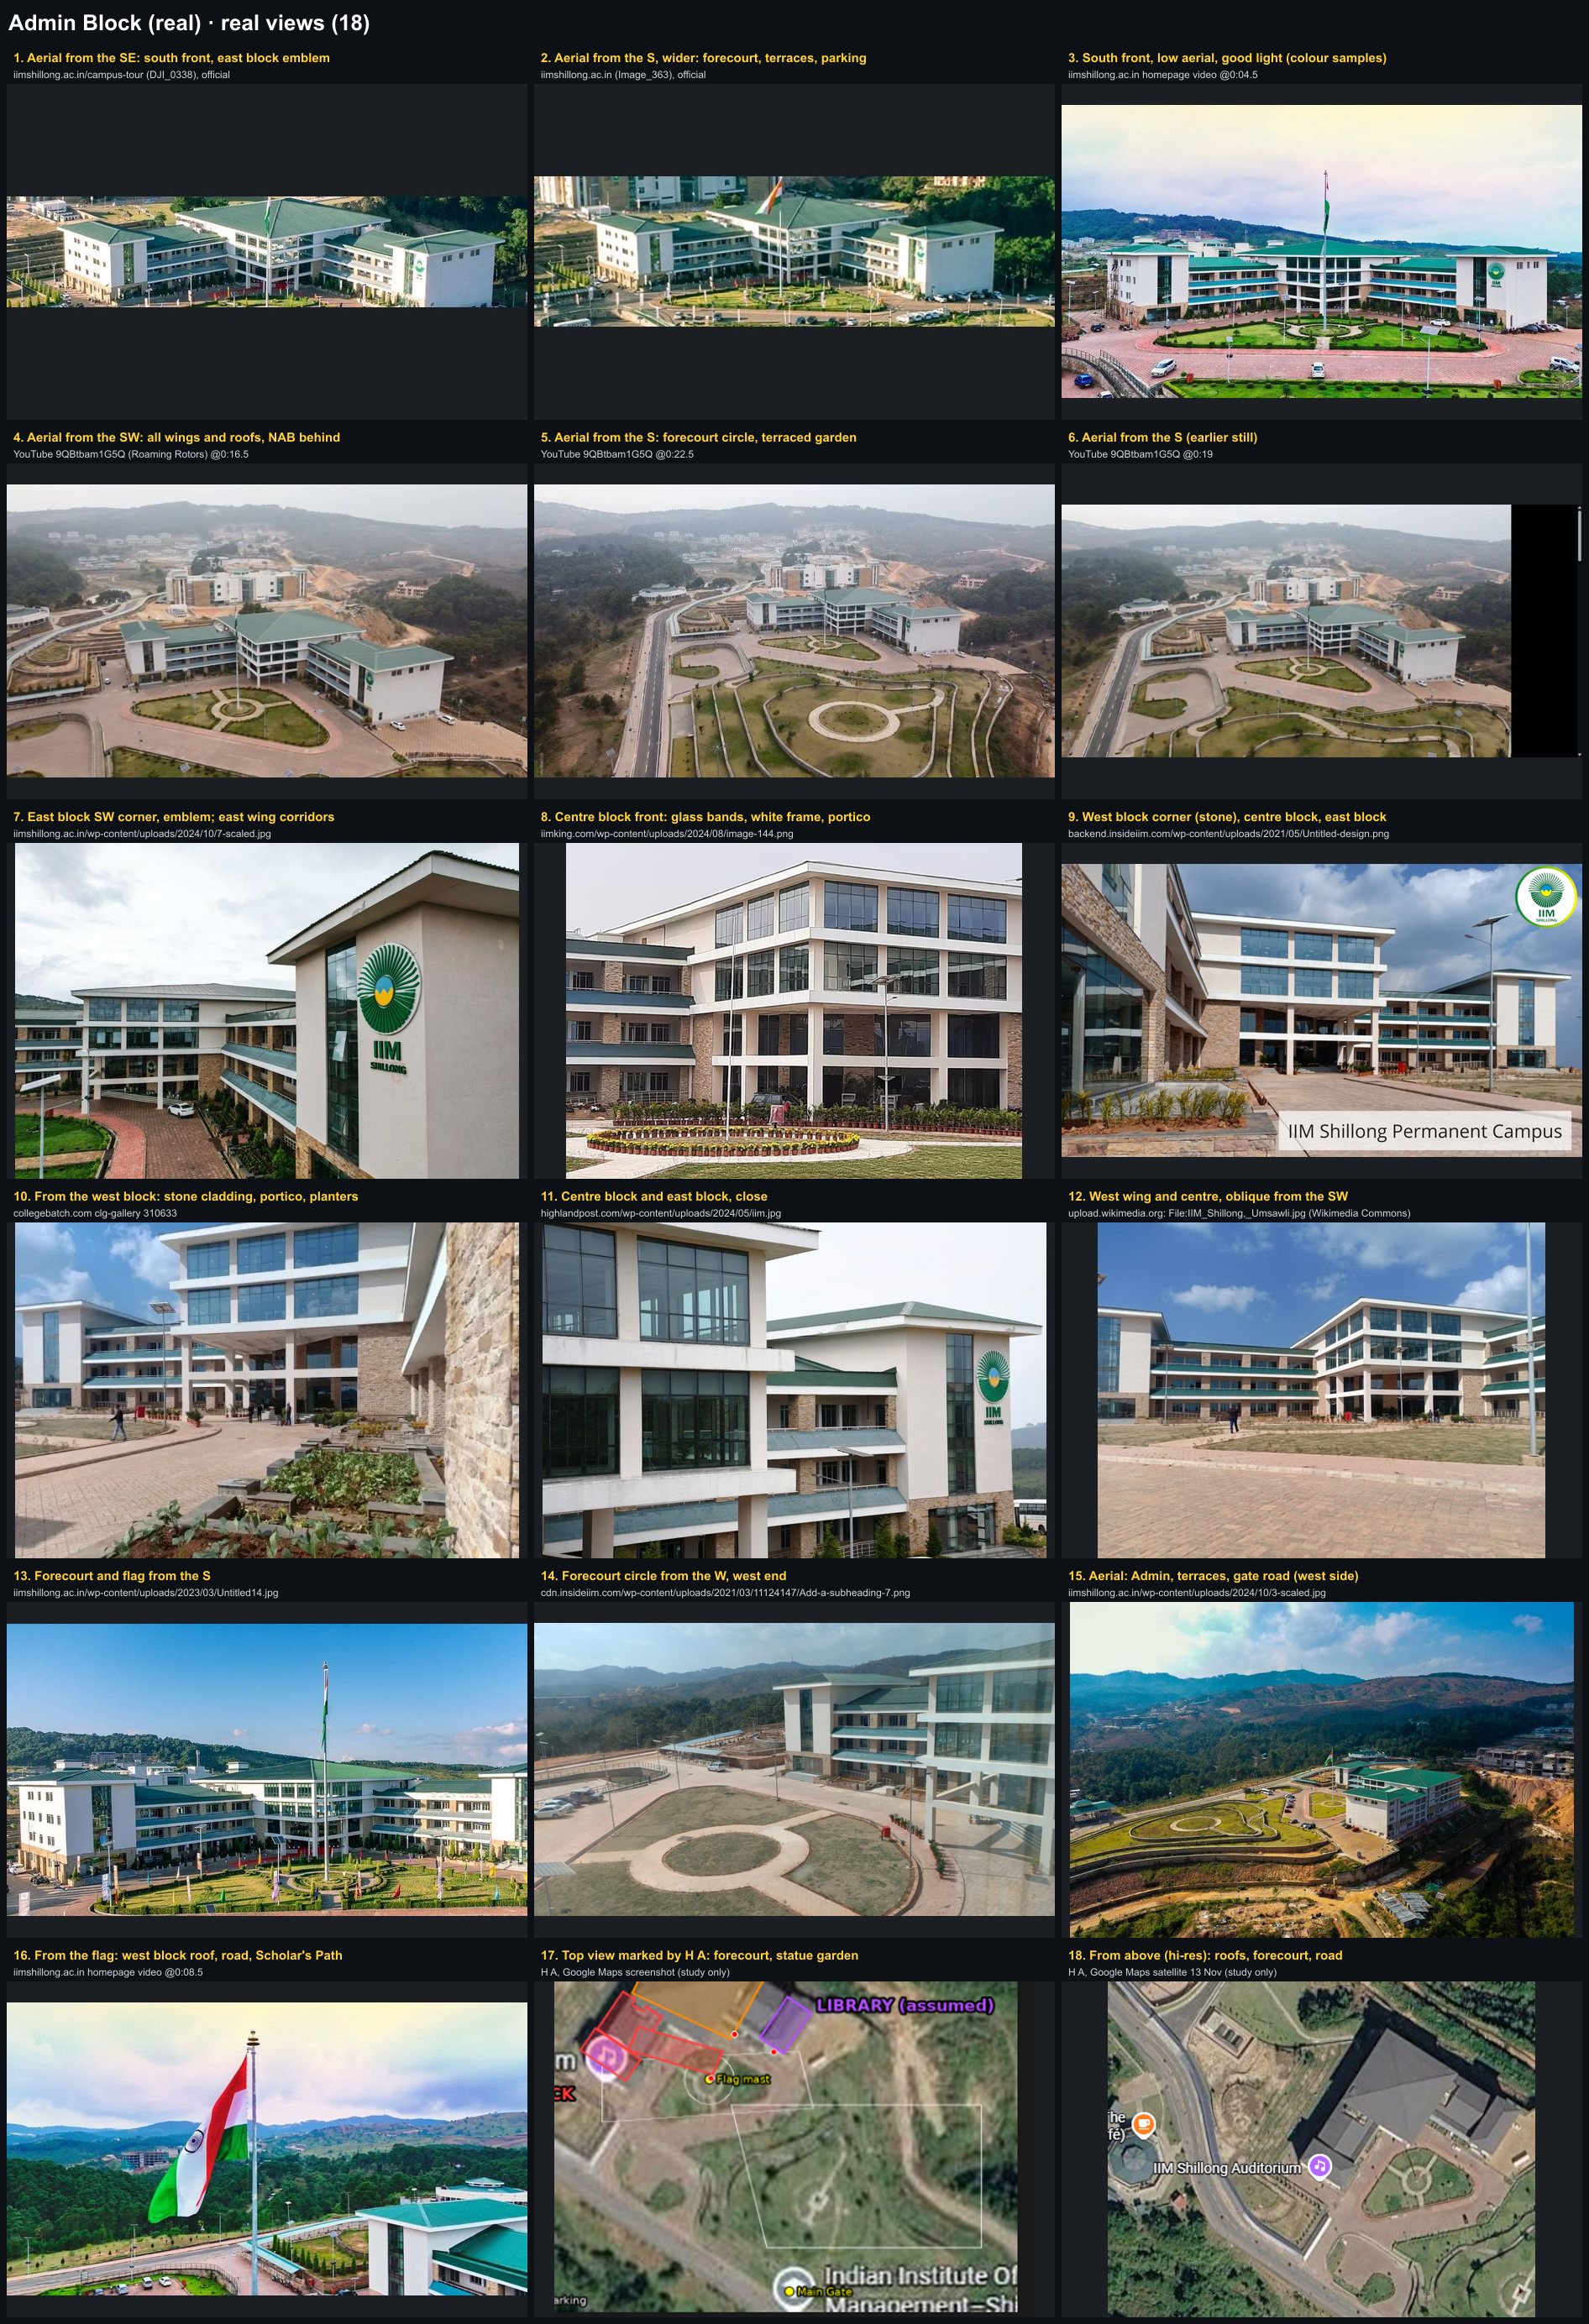 Admin Block (real) · real views (18)
1. Aerial from the SE: south front, east block emblem
iimshillong.ac.in/campus-tour (DJI_0338), official
2. Aerial from the S, wider: forecourt, terraces, parking
iimshillong.ac.in (Image_363), official
3. South front, low aerial, good light (colour samples)
iimshillong.ac.in homepage video @0:04.5
4. Aerial from the SW: all wings and roofs, NAB behind
YouTube 9QBtbam1G5Q (Roaming Rotors) @0:16.5
5. Aerial from the S: forecourt circle, terraced garden
YouTube 9QBtbam1G5Q @0:22.5
6. Aerial from the S (earlier still)
YouTube 9QBtbam1G5Q @0:19
7. East block SW corner, emblem; east wing corridors
iimshillong.ac.in/wp-content/uploads/2024/10/7-scaled.jpg
IIM
SHILLONG
8. Centre block front: glass bands, white frame, portico
iimking.com/wp-content/uploads/2024/08/image-144.png
9. West block corner (stone), centre block, east block
backend.insideiim.com/wp-content/uploads/2021/05/Untitled-design.png
IIM
SHILLONG
IIM Shillong Permanent Campus
10. From the west block: stone cladding, portico, planters
collegebatch.com clg-gallery 310633
11. Centre block and east block, close
highlandpost.com/wp-content/uploads/2024/05/iim.jpg
IIM
SHILLONG
12. West wing and centre, oblique from the SW
upload.wikimedia.org: File:IIM_Shillong,_Umsawli.jpg (Wikimedia Commons)
13. Forecourt and flag from the S
iimshillong.ac.in/wp-content/uploads/2023/03/Untitled14.jpg
14. Forecourt circle from the W, west end
cdn.insideiim.com/wp-content/uploads/2021/03/11124147/Add-a-subheading-7.png
15. Aerial: Admin, terraces, gate road (west side)
iimshillong.ac.in/wp-content/uploads/2024/10/3-scaled.jpg
16. From the flag: west block roof, road, Scholar's Path
iimshillong.ac.in homepage video @0:08.5
17. Top view marked by H A: forecourt, statue garden
H A, Google Maps screenshot (study only)
LIBRARY (assumed)
m
CK
Flag mast
Indian Institute Of
Main Gate
Management–Shi
arking
18. From above (hi-res): roofs, forecourt, road
H A, Google Maps satellite 13 Nov (study only)
he
fé)
IIM Shillong Auditorium